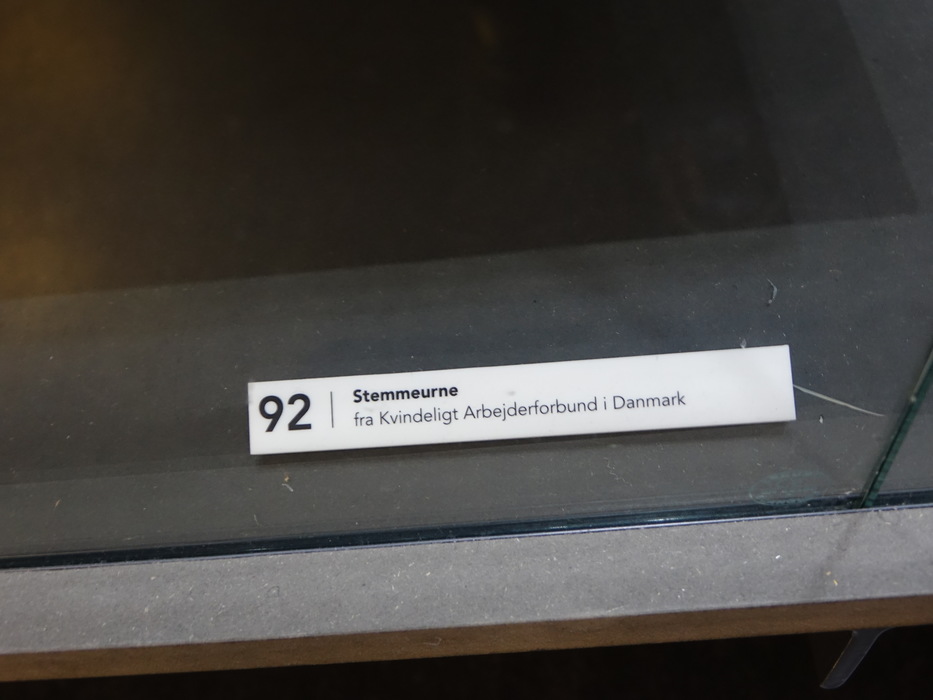 92
Stemmeurne
fra Kvindeligt Arbejderforbund i Danmark